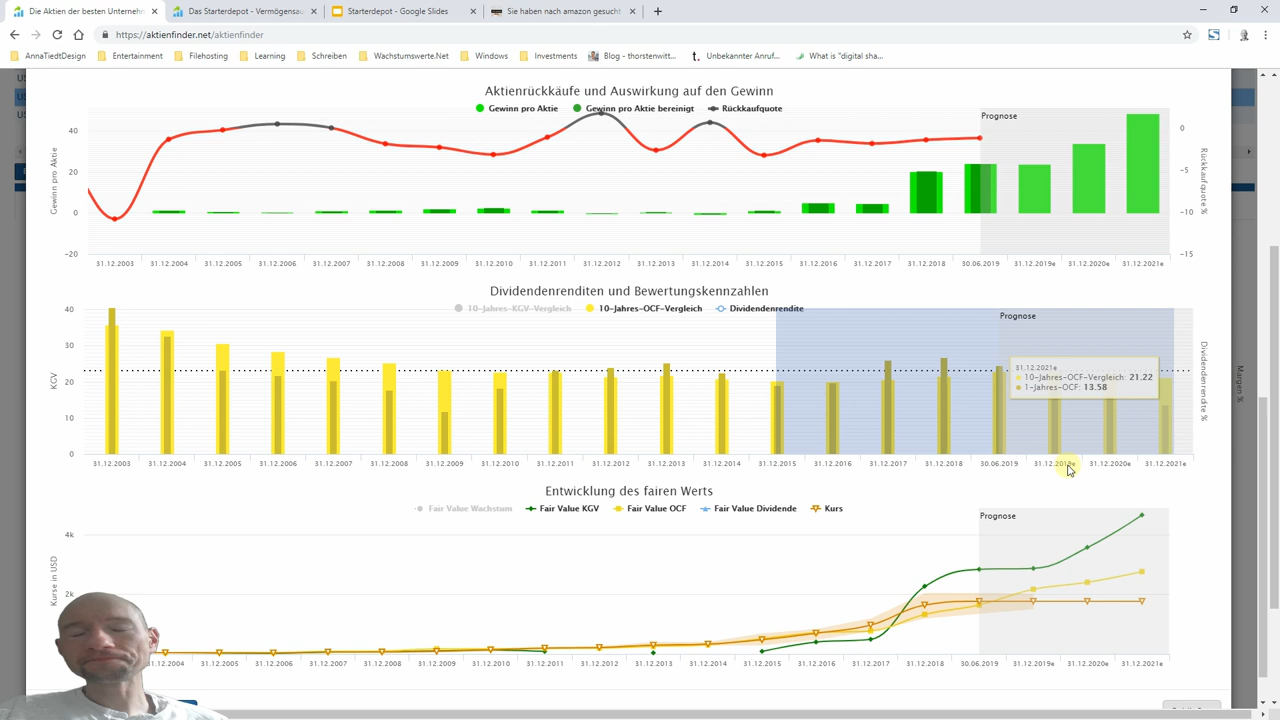 Die Aktien der besten Unternehm
Das Starterdepot - Vermögensau
Starterdepot - Google Slides
Sie haben nach amazon gesucht
https://aktienfinder.net/aktienfinder
AnnaTiedtDesign
Entertainment
Filehosting
Learning
Schreiben
Wachstumswerte.Net
Windows
Investments
Blog - thorstenwitt...
Unbekannter Anruf...
What is "digital sha...
Aktienrückkäufe und Auswirkung auf den Gewinn
Gewinn pro Aktie
Gewinn pro Aktie bereinigt
Rückkaufquote
Prognose
Gewinn pro Aktie
40
20
0
-20
0
-5
-10
-15
Rückkaufquote %
31.12.2003 31.12.2004 31.12.2005 31.12.2006 31.12.2007 31.12.2008 31.12.2009 31.12.2010 31.12.2011 31.12.2012 31.12.2013 31.12.2014 31.12.2015 31.12.2016 31.12.2017 31.12.2018 30.06.2019 31.12.2019e 31.12.2020e 31.12.2021e
Dividendenrenditen und Bewertungskennzahlen
10-Jahres-KGV-Vergleich
10-Jahres-OCF-Vergleich
Dividendenrendite
Prognose
KGV
40
30
20
10
0
Dividendenrendite %
Margen %
31.12.2021e
10-Jahres-OCF-Vergleich: 21.22
1-Jahres-OCF: 13.58
31.12.2003 31.12.2004 31.12.2005 31.12.2006 31.12.2007 31.12.2008 31.12.2009 31.12.2010 31.12.2011 31.12.2012 31.12.2013 31.12.2014 31.12.2015 31.12.2016 31.12.2017 31.12.2018 30.06.2019 31.12.2019e 31.12.2020e 31.12.2021e
Entwicklung des fairen Werts
Fair Value Wachstum
Fair Value KGV
Fair Value OCF
Fair Value Dividende
Kurs
Prognose
Kurse in USD
4k
2k
31.12.2004 31.12.2005 31.12.2006 31.12.2007 31.12.2008 31.12.2009 31.12.2010 31.12.2011 31.12.2012 31.12.2013 31.12.2014 31.12.2015 31.12.2016 31.12.2017 31.12.2018 30.06.2019 31.12.2019e 31.12.2020e 31.12.2021e